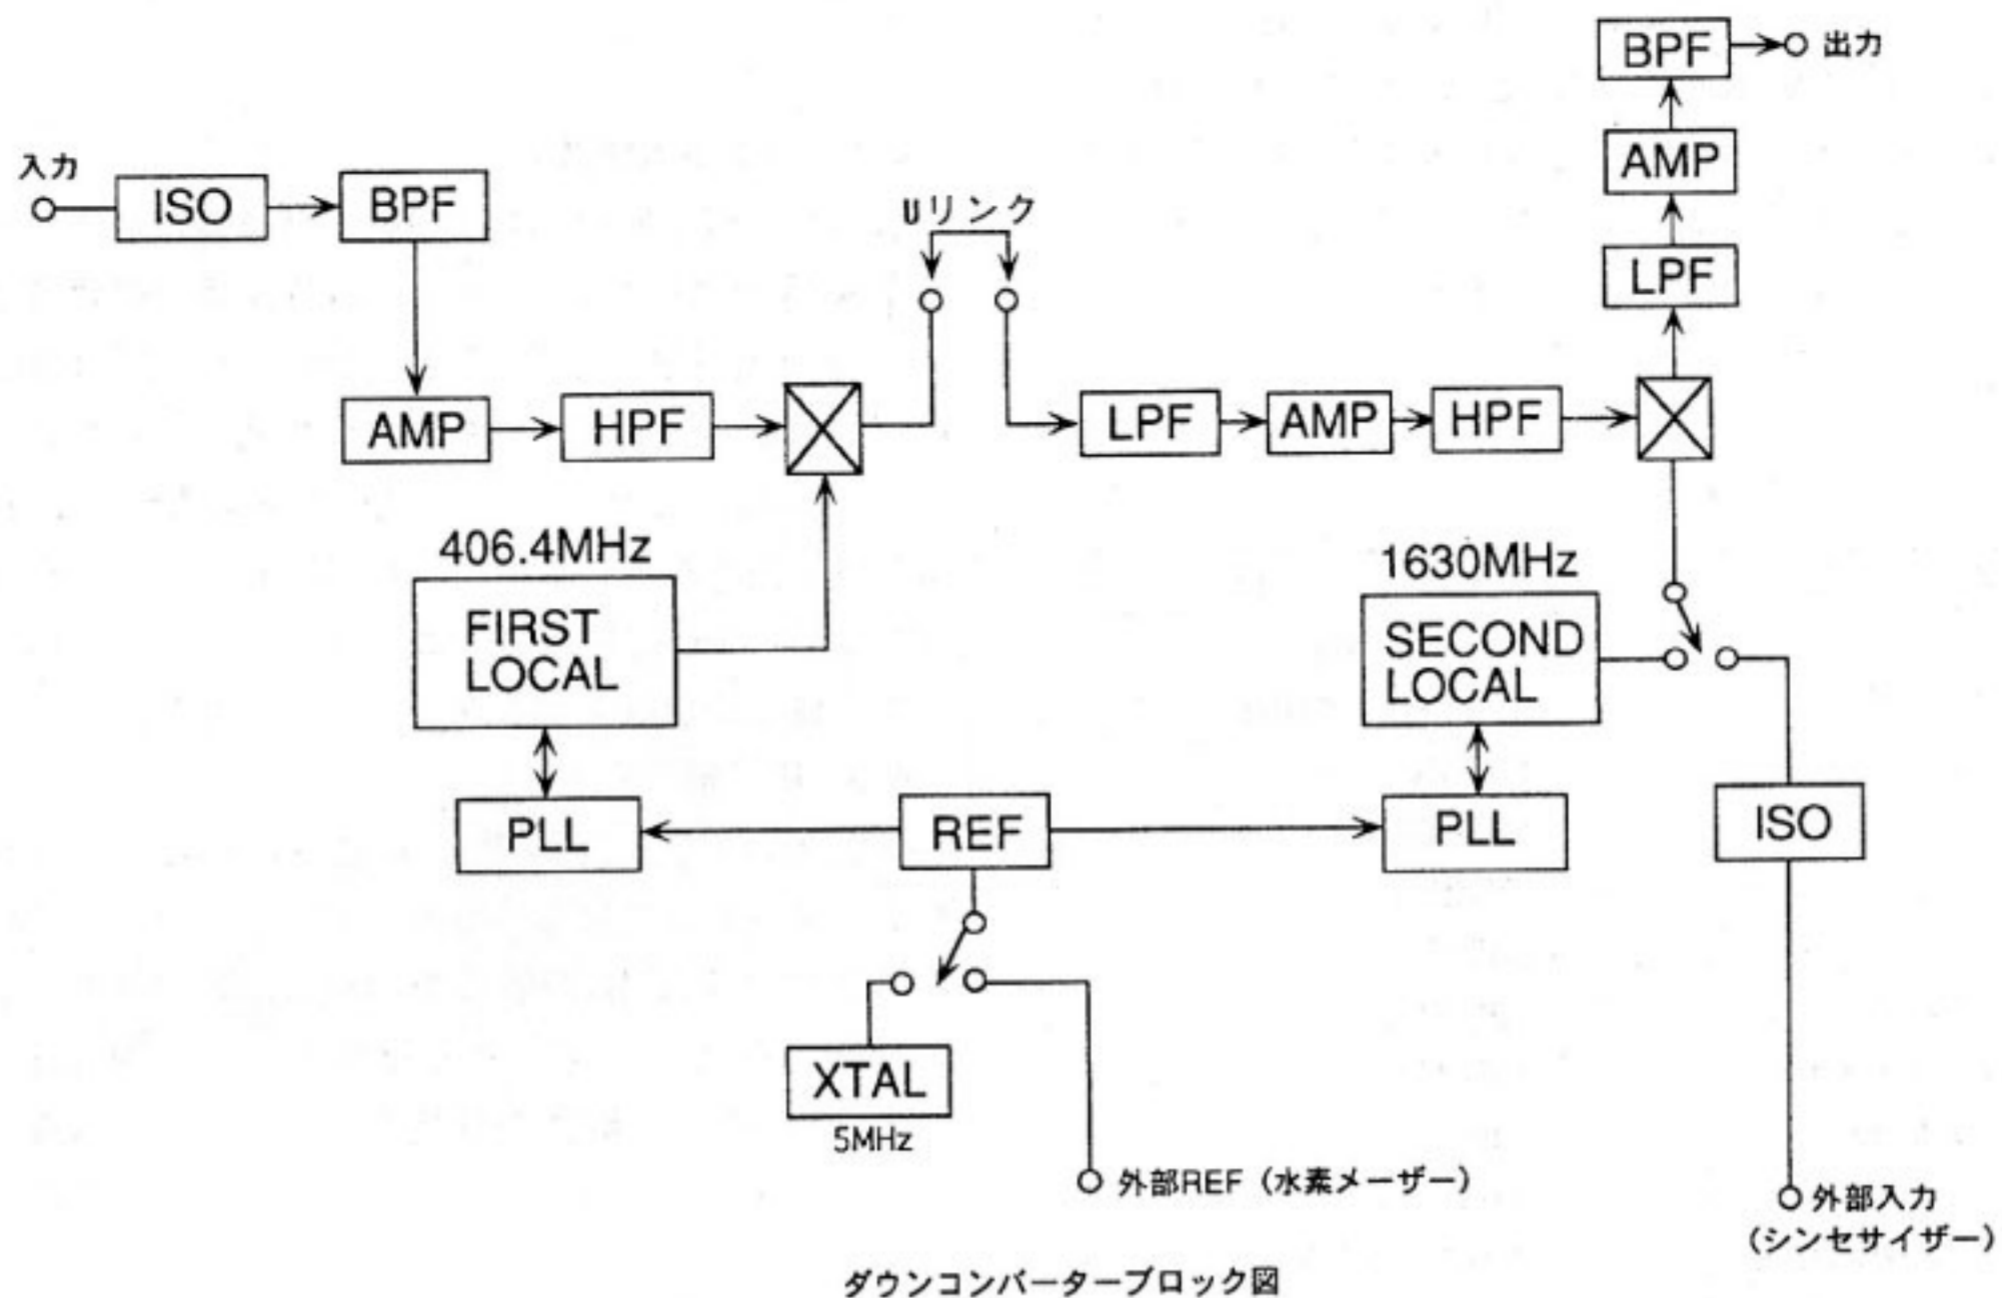 BPF
出力
AMP
入力
ISO
BPF
Uリンク
LPF
AMP
HPF
LPF
AMP
HPF
406.4MHz
FIRST
LOCAL
1630MHz
SECOND
LOCAL
PLL
REF
PLL
ISO
XTAL
5MHz
外部REF（水素メーザー）
外部入力
（シンセサイザー）
ダウンコンバーターブロック図